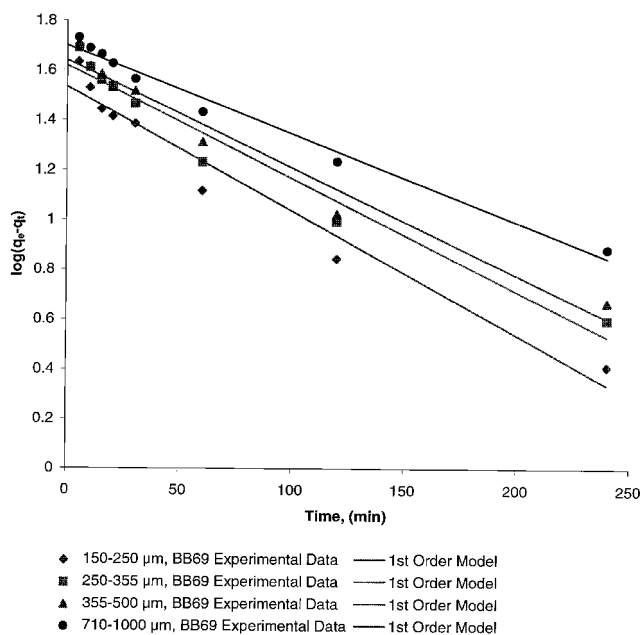 1.8
1.6
1.4
1.2
1
0.8
0.6
0.4
0.2
0
log(qe-qt)
0 50 100 150 200 250
Time, (min)
150-250 µm, BB69 Experimental Data 1st Order Model
250-355 µm, BB69 Experimental Data 1st Order Model
355-500 µm, BB69 Experimental Data 1st Order Model
710-1000 µm, BB69 Experimental Data 1st Order Model